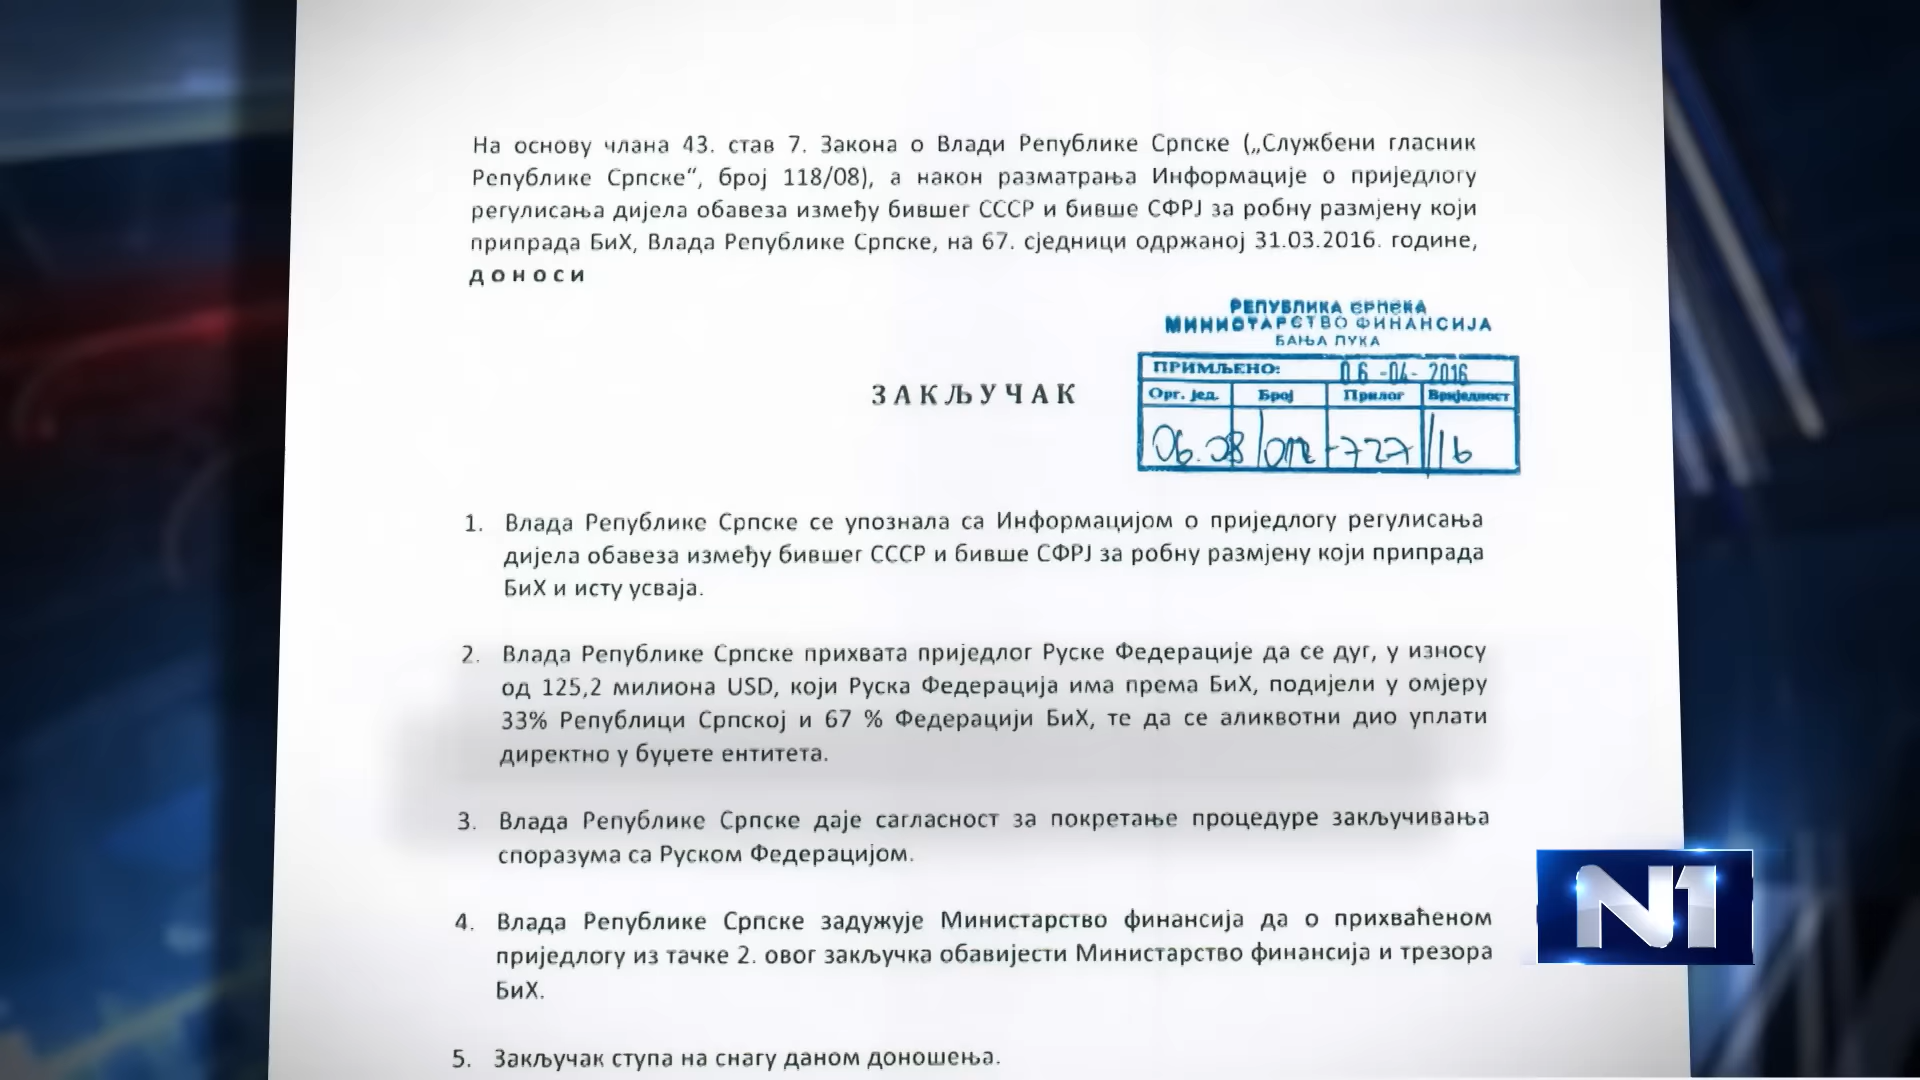 На основу члана 43. став 7. Закона о Влади Републике Српске („Службени гласник
Републике Српске“, број 118/08), а након разматрања Информације о приједлогу
регулисања дијела обавеза између бившег СССР и бивше СФРЈ за робну размјену који
припрада БиХ, Влада Републике Српске, на 67. сједници одржаној 31.03.2016. године,
д о н о с и
РЕПУБЛИКА СРПСКА
МИНИСТАРСТВО ФИНАНСИЈА
БАЊА ЛУКА
ПРИМЉЕНО: 06 -04- 2016
Орг. јед. Број Прилог Вриједност
06.08/ -727/16
З А К Љ У Ч А К
1. Влада Републике Српске се упознала са Информацијом о приједлогу регулисања
дијела обавеза између бившег СССР и бивше СФРЈ за робну размјену који припрада
БиХ и исту усваја.
2. Влада Републике Српске прихвата приједлог Руске Федерације да се дуг, у износу
од 125,2 милиона USD, који Руска Федерација има према БиХ, подијели у омјеру
33% Републици Српској и 67 % Федерацији БиХ, те да се аликвотни дио уплати
директно у буџете ентитета.
3. Влада Републике Српске даје сагласност за покретање процедуре закључивања
споразума са Руском Федерацијом.
4. Влада Републике Српске задужује Министарство финансија да о прихваћеном
приједлогу из тачке 2. овог закључка обавијести Министарство финансија и трезора
БиХ.
5. Закључак ступа на снагу даном доношења.
N1